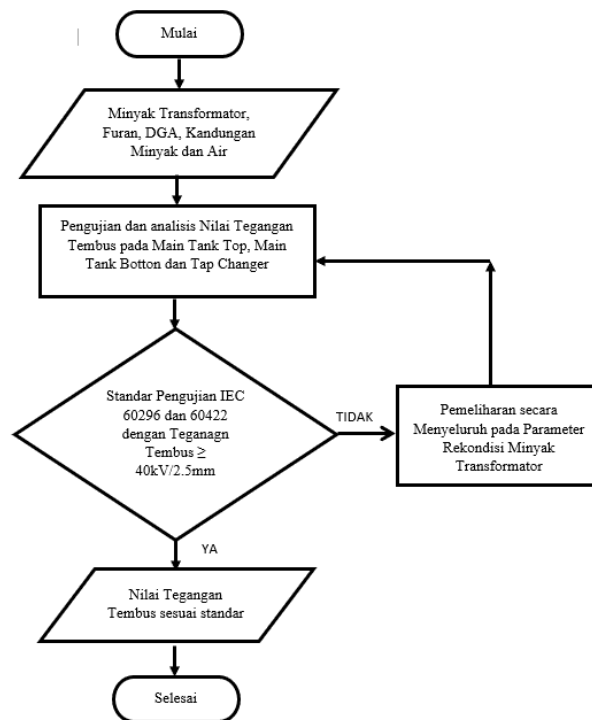 Mulai
Minyak Transformator,
Furan, DGA, Kandungan
Minyak dan Air
Pengujian dan analisis Nilai Tegangan
Tembus pada Main Tank Top, Main
Tank Botton dan Tap Changer
Standar Pengujian IEC
60296 dan 60422
dengan Teganagn
Tembus ≥
40kV/2.5mm
TIDAK
Pemeliharan secara
Menyeluruh pada Parameter
Rekondisi Minyak
Transformator
YA
Nilai Tegangan
Tembus sesuai standar
Selesai